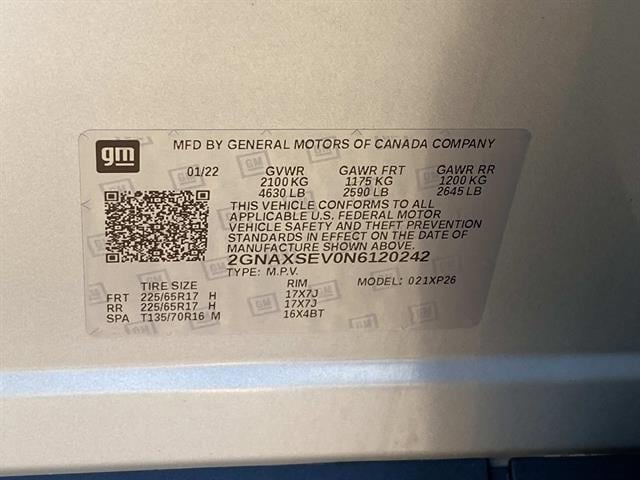 gm MFD BY GENERAL MOTORS OF CANADA COMPANY
01/22 GVWR GAWR FRT GAWR RR
2100 KG 1175 KG 1200 KG
4630 LB 2590 LB 2645 LB
THIS VEHICLE CONFORMS TO ALL
APPLICABLE U.S. FEDERAL MOTOR
VEHICLE SAFETY AND THEFT PREVENTION
STANDARDS IN EFFECT ON THE DATE OF
MANUFACTURE SHOWN ABOVE.
2GNAXSEV0N6120242
TYPE: M.P.V. MODEL: 021XP26
TIRE SIZE RIM
FRT 225/65R17 H 17X7J
RR 225/65R17 H 17X7J
SPA T135/70R16 M 16X4BT